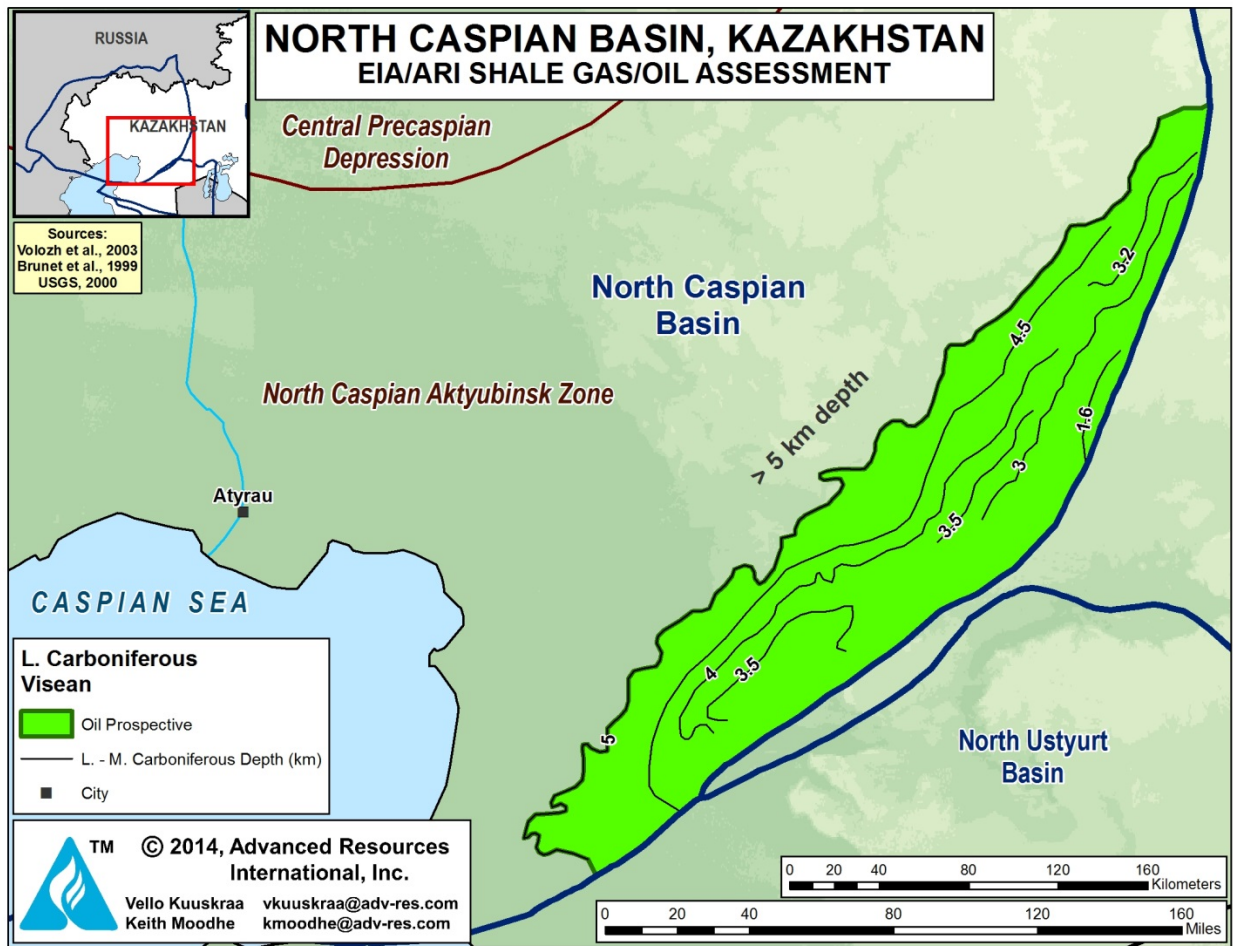 NORTH CASPIAN BASIN, KAZAKHSTAN
EIA/ARI SHALE GAS/OIL ASSESSMENT
RUSSIA
KAZAKHSTAN
Sources:
Volozh et al., 2003
Brunet et al., 1999
USGS, 2000
Central Precaspian
Depression
North Caspian
Basin
North Caspian Aktyubinsk Zone
> 5 km depth
3.2
4.5
1.6
3
3.5
4
3.5
5
Atyrau
CASPIAN SEA
North Ustyurt
Basin
L. Carboniferous
Visean
Oil Prospective
L. - M. Carboniferous Depth (km)
City
TM
© 2014, Advanced Resources
International, Inc.
Vello Kuuskraa vkuuskraa@adv-res.com
Keith Moodhe kmoodhe@adv-res.com
0 20 40 80 120 160
Kilometers
0 20 40 80 120 160
Miles